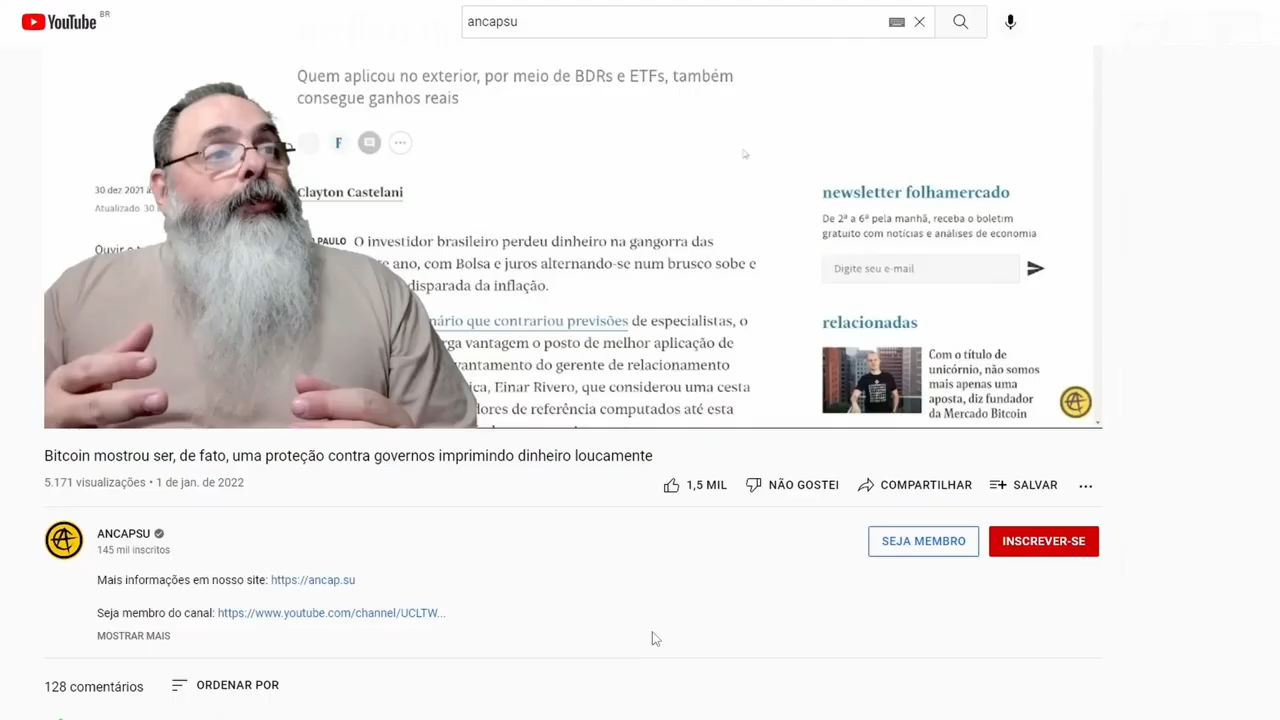 YouTube BR
ancapsu
Quem aplicou no exterior, por meio de BDRs e ETFs, também
consegue ganhos reais
F
Clayton Castelani
30 dez 2021
Atualizado 30
PAULO O investidor brasileiro perdeu dinheiro na gangorra das
ano, com Bolsa e juros alternando-se num brusco sobe e
disparada da inflação.
que contrariou previsões de especialistas, o
vantagem o posto de melhor aplicação de
do gerente de relacionamento
Einar Rivero, que considerou uma cesta
de referência computados até esta
newsletter folhamercado
De 2ª a 6ª pela manhã, receba o boletim
gratuito com notícias e análises de economia
Digite seu e-mail
relacionadas
Com o título de
unicórnio, não somos
mais apenas uma
aposta, diz fundador
da Mercado Bitcoin
Bitcoin mostrou ser, de fato, uma proteção contra governos imprimindo dinheiro loucamente
5.171 visualizações • 1 de jan. de 2022
1,5 MIL NÃO GOSTEI COMPARTILHAR SALVAR
ANCAPSU
145 mil inscritos
SEJA MEMBRO INSCREVER-SE
Mais informações em nosso site: https://ancap.su
Seja membro do canal: https://www.youtube.com/channel/UCLTW...
MOSTRAR MAIS
128 comentários ORDENAR POR